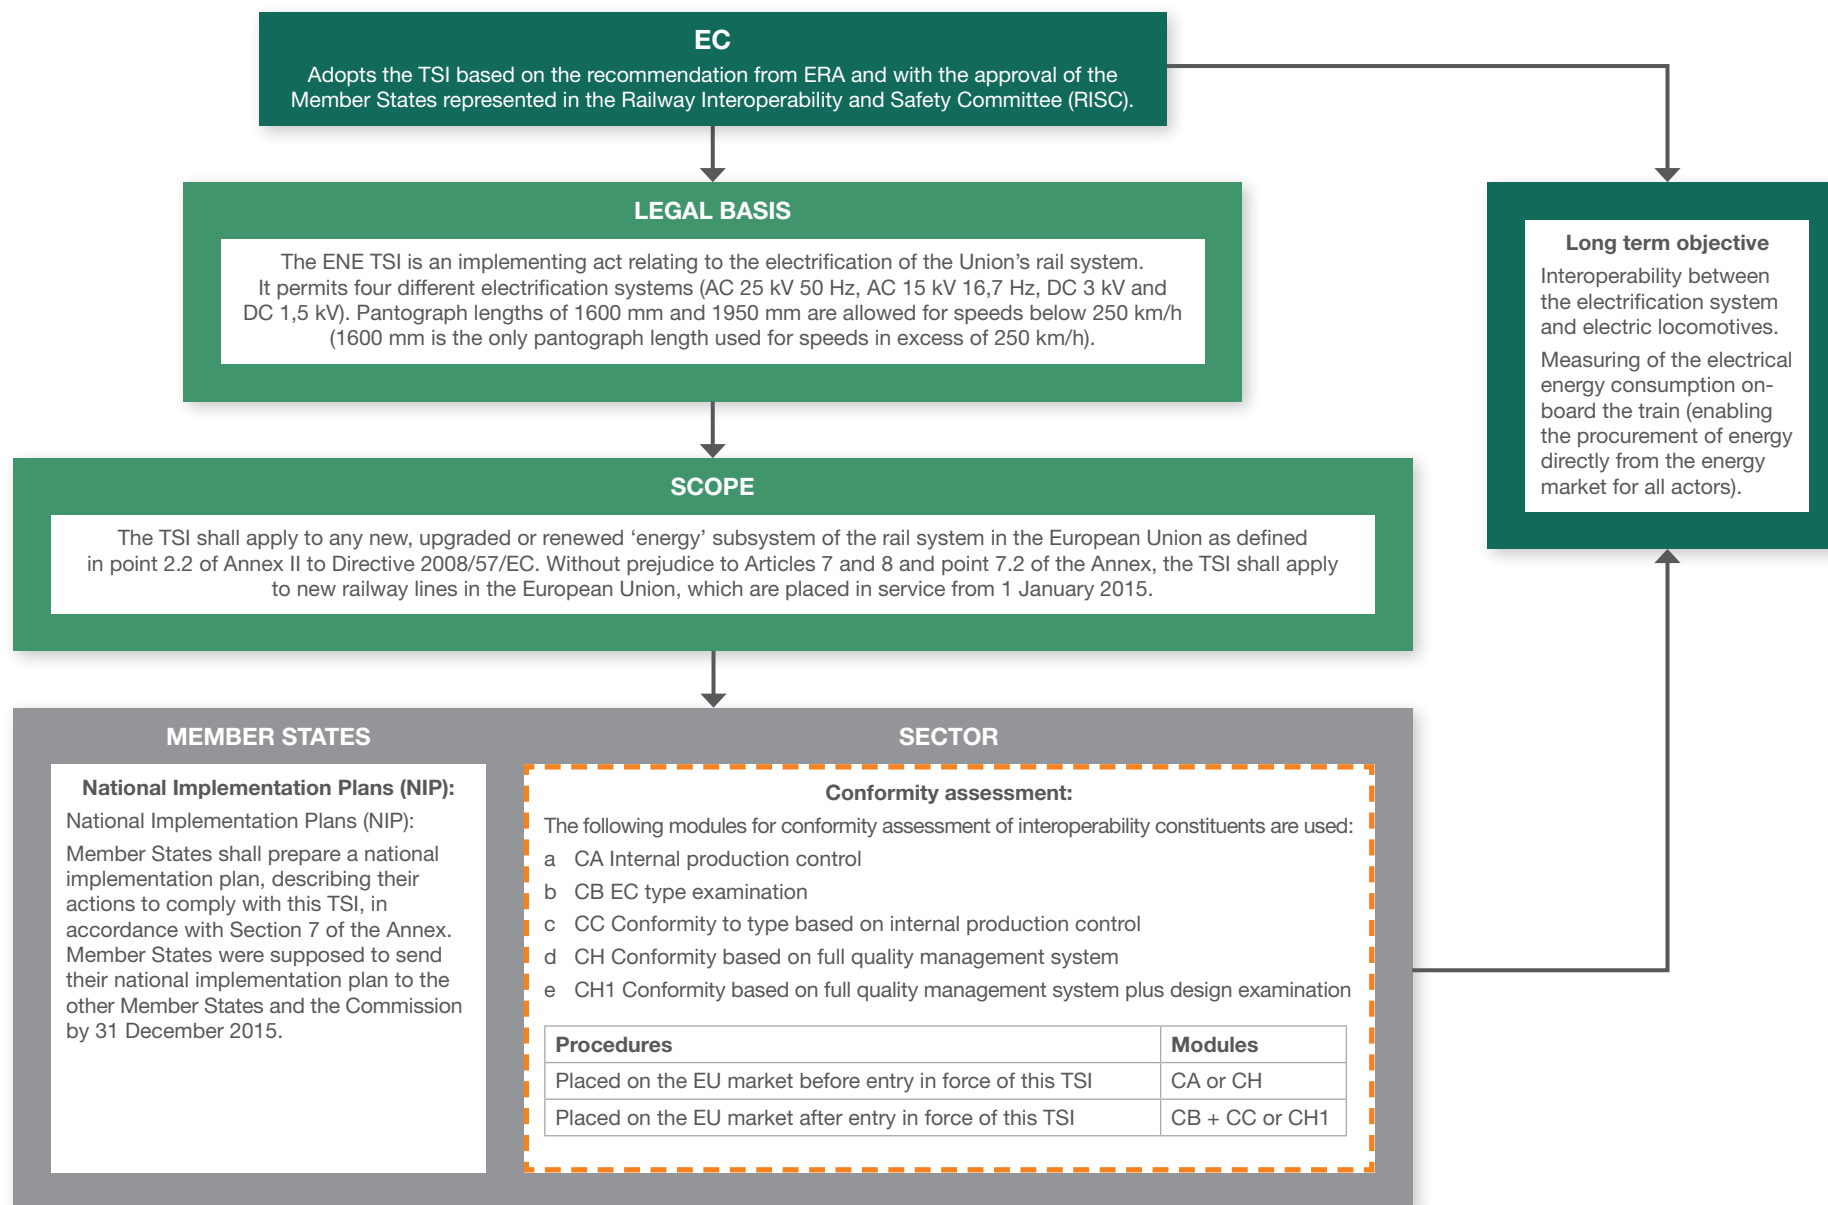 EC
Adopts the TSI based on the recommendation from ERA and with the approval of the
Member States represented in the Railway Interoperability and Safety Committee (RISC).
LEGAL BASIS
The ENE TSI is an implementing act relating to the electrification of the Union’s rail system.
It permits four different electrification systems (AC 25 kV 50 Hz, AC 15 kV 16,7 Hz, DC 3 kV and
DC 1,5 kV). Pantograph lengths of 1600 mm and 1950 mm are allowed for speeds below 250 km/h
(1600 mm is the only pantograph length used for speeds in excess of 250 km/h).
Long term objective
Interoperability between
the electrification system
and electric locomotives.
Measuring of the electrical
energy consumption on-
board the train (enabling
the procurement of energy
directly from the energy
market for all actors).
SCOPE
The TSI shall apply to any new, upgraded or renewed ‘energy’ subsystem of the rail system in the European Union as defined
in point 2.2 of Annex II to Directive 2008/57/EC. Without prejudice to Articles 7 and 8 and point 7.2 of the Annex, the TSI shall apply
to new railway lines in the European Union, which are placed in service from 1 January 2015.
MEMBER STATES
National Implementation Plans (NIP):
National Implementation Plans (NIP):
Member States shall prepare a national
implementation plan, describing their
actions to comply with this TSI, in
accordance with Section 7 of the Annex.
Member States were supposed to send
their national implementation plan to the
other Member States and the Commission
by 31 December 2015.
SECTOR
Conformity assessment:
The following modules for conformity assessment of interoperability constituents are used:
a CA Internal production control
b CB EC type examination
c CC Conformity to type based on internal production control
d CH Conformity based on full quality management system
e CH1 Conformity based on full quality management system plus design examination
Procedures Modules
Placed on the EU market before entry in force of this TSI CA or CH
Placed on the EU market after entry in force of this TSI CB + CC or CH1